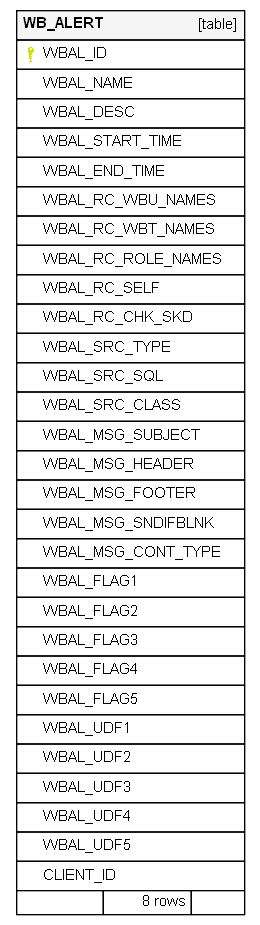 WB_ALERT [table]
WBAL_ID
WBAL_NAME
WBAL_DESC
WBAL_START_TIME
WBAL_END_TIME
WBAL_RC_WBU_NAMES
WBAL_RC_WBT_NAMES
WBAL_RC_ROLE_NAMES
WBAL_RC_SELF
WBAL_RC_CHK_SKD
WBAL_SRC_TYPE
WBAL_SRC_SQL
WBAL_SRC_CLASS
WBAL_MSG_SUBJECT
WBAL_MSG_HEADER
WBAL_MSG_FOOTER
WBAL_MSG_SNDIFBLNK
WBAL_MSG_CONT_TYPE
WBAL_FLAG1
WBAL_FLAG2
WBAL_FLAG3
WBAL_FLAG4
WBAL_FLAG5
WBAL_UDF1
WBAL_UDF2
WBAL_UDF3
WBAL_UDF4
WBAL_UDF5
CLIENT_ID
8 rows